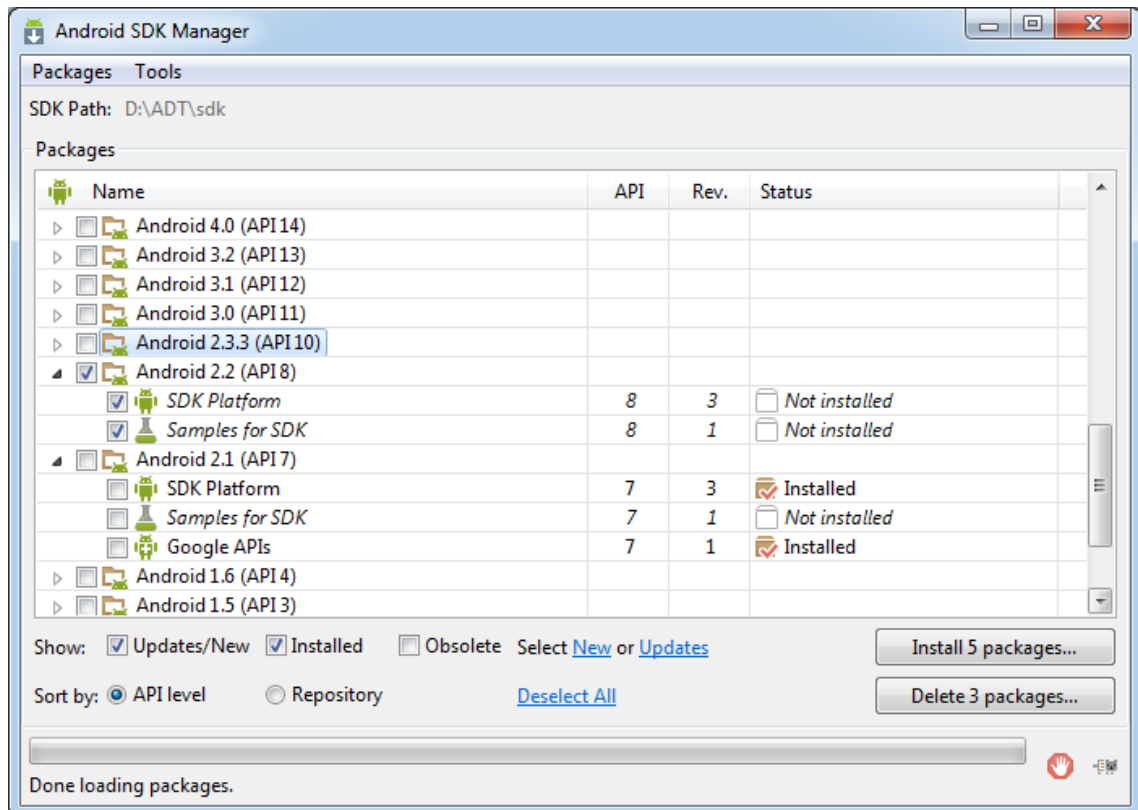 Android SDK Manager
Packages Tools
SDK Path: D:\ADT\sdk
Packages
Name API Rev. Status
Android 4.0 (API 14)
Android 3.2 (API 13)
Android 3.1 (API 12)
Android 3.0 (API 11)
Android 2.3.3 (API 10)
Android 2.2 (API 8)
SDK Platform 8 3 Not installed
Samples for SDK 8 1 Not installed
Android 2.1 (API 7)
SDK Platform 7 3 Installed
Samples for SDK 7 1 Not installed
Google APIs 7 1 Installed
Android 1.6 (API 4)
Android 1.5 (API 3)
Show: Updates/New Installed Obsolete Select New or Updates Install 5 packages...
Sort by: API level Repository Deselect All Delete 3 packages...
Done loading packages.